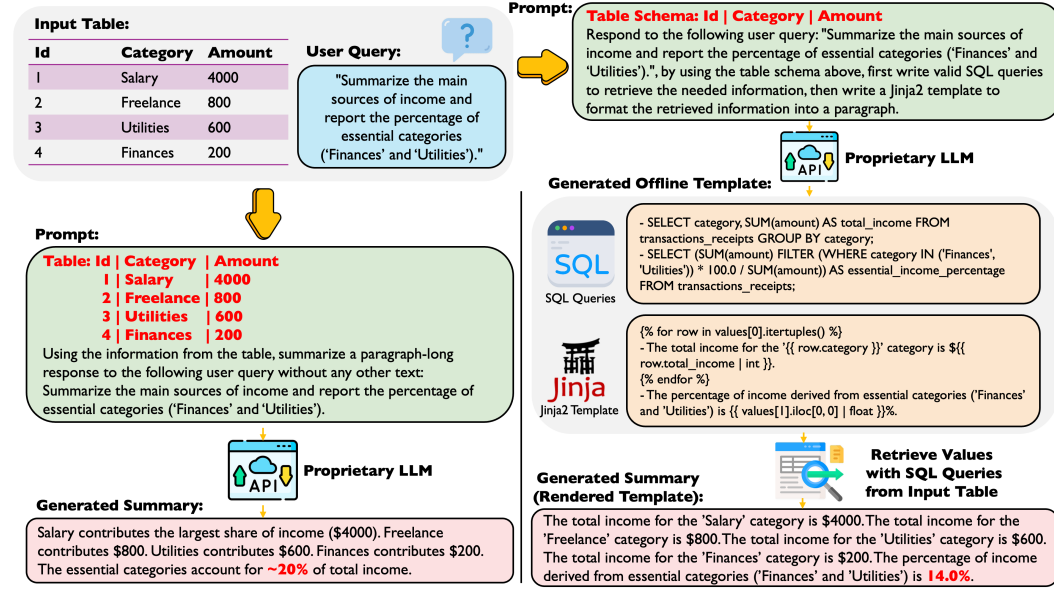 Input Table:
Id Category Amount
1 Salary 4000
2 Freelance 800
3 Utilities 600
4 Finances 200
User Query:
?
"Summarize the main
sources of income and
report the percentage of
essential categories
('Finances' and 'Utilities')."
Prompt:
Table: Id | Category | Amount
1 | Salary | 4000
2 | Freelance | 800
3 | Utilities | 600
4 | Finances | 200
Using the information from the table, summarize a paragraph-long
response to the following user query without any other text:
Summarize the main sources of income and report the percentage of
essential categories ('Finances' and 'Utilities').
API
Proprietary LLM
Generated Summary:
Salary contributes the largest share of income ($4000). Freelance
contributes $800. Utilities contributes $600. Finances contributes $200.
The essential categories account for ~20% of total income.
Prompt:
Table Schema: Id | Category | Amount
Respond to the following user query: "Summarize the main sources of
income and report the percentage of essential categories ('Finances' and
'Utilities').", by using the table schema above, first write valid SQL queries
to retrieve the needed information, then write a Jinja2 template to
format the retrieved information into a paragraph.
API
Proprietary LLM
Generated Offline Template:
SQL
SQL Queries
- SELECT category, SUM(amount) AS total_income FROM
transactions_receipts GROUP BY category;
- SELECT (SUM(amount) FILTER (WHERE category IN ('Finances',
'Utilities')) * 100.0 / SUM(amount)) AS essential_income_percentage
FROM transactions_receipts;
Jinja
Jinja2 Template
{% for row in values[0].itertuples() %}
- The total income for the '{{ row.category }}' category is ${{
row.total_income | int }}.
{% endfor %}
- The percentage of income derived from essential categories ('Finances'
and 'Utilities') is {{ values[1].iloc[0, 0] | float }}%.
Retrieve Values
with SQL Queries
from Input Table
Generated Summary
(Rendered Template):
The total income for the 'Salary' category is $4000. The total income for the
'Freelance' category is $800. The total income for the 'Utilities' category is $600.
The total income for the 'Finances' category is $200. The percentage of income
derived from essential categories ('Finances' and 'Utilities') is 14.0%.